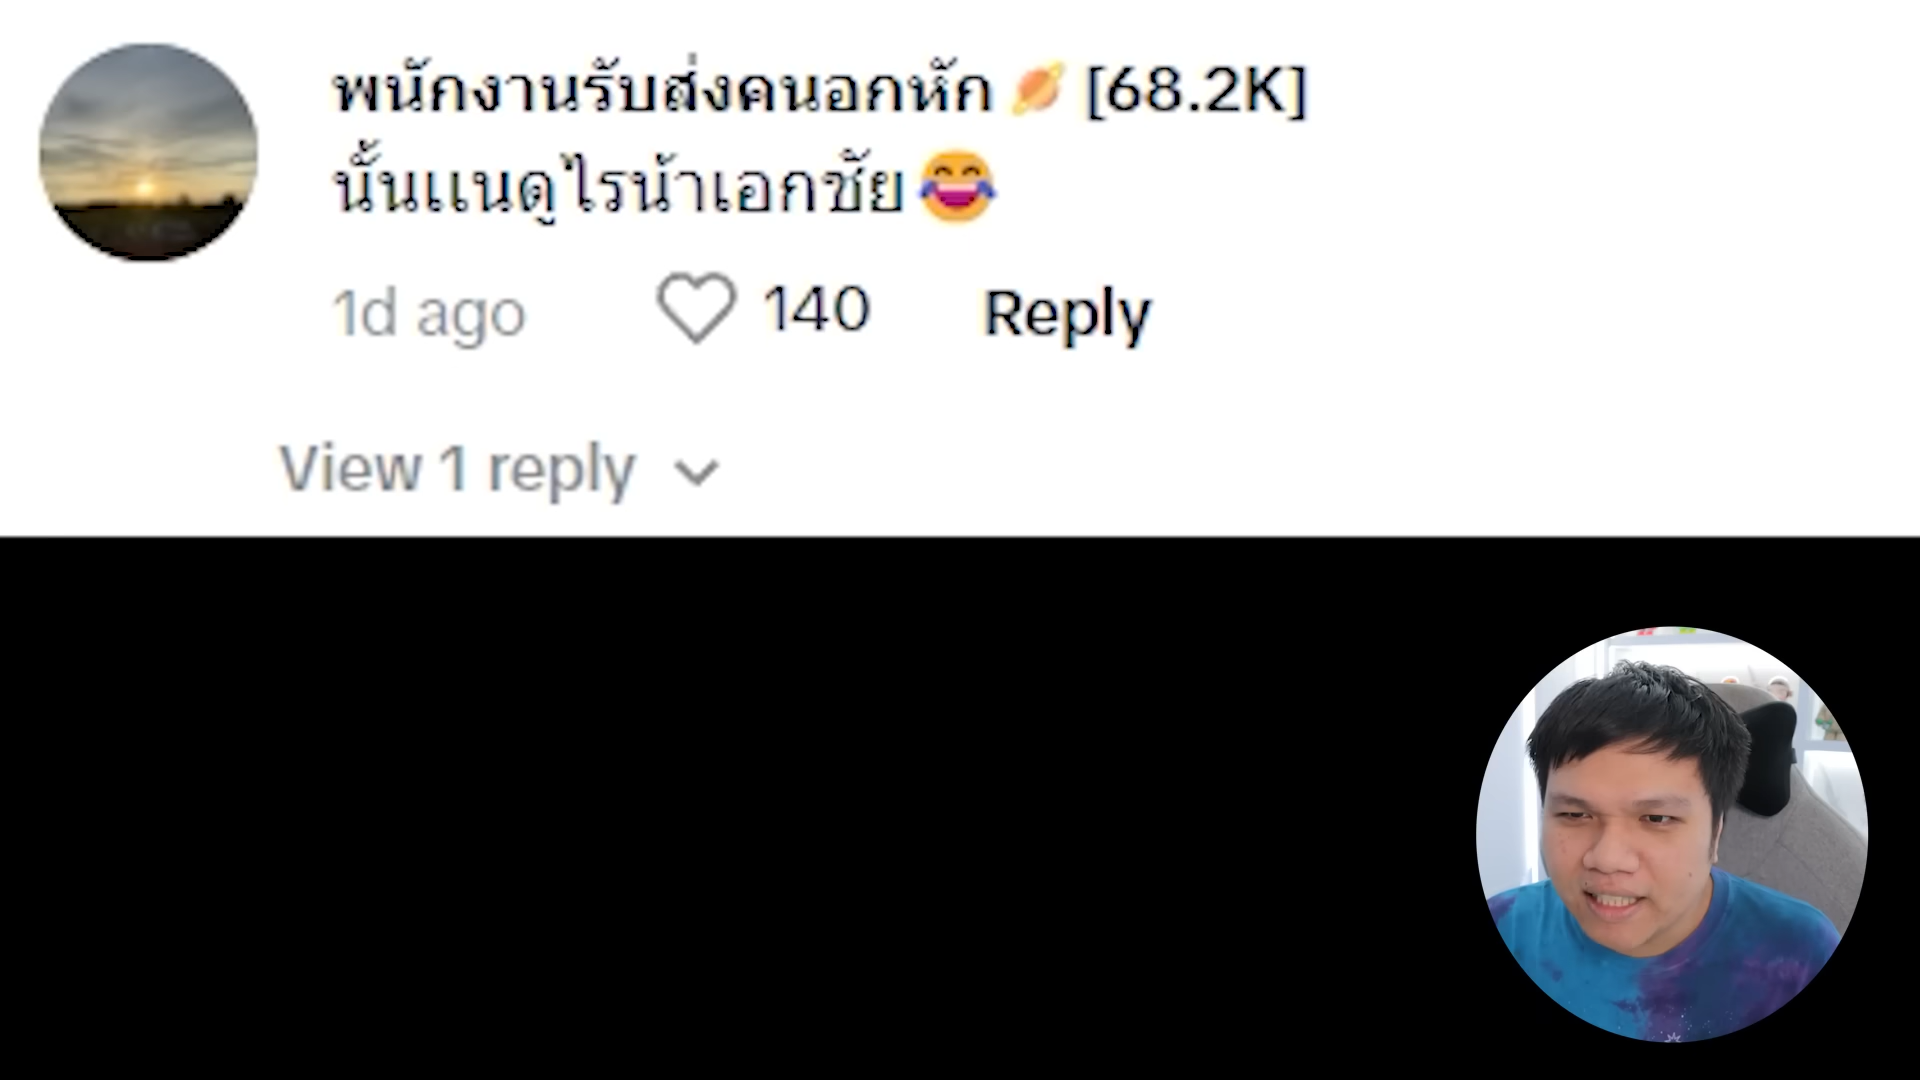 พนักงานรับส่งคนอกหัก🪐 [68.2K]
นั้นเเนดูไรน้าเอกชัย😂
1d ago 140 Reply
View 1 reply